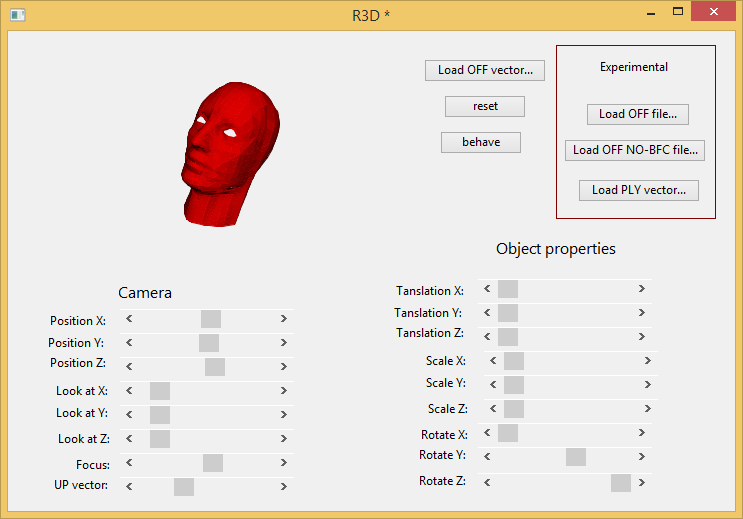 R3D *
Load OFF vector...
reset
behave
Experimental
Load OFF file...
Load OFF NO-BFC file...
Load PLY vector...
Camera
Position X:
Position Y:
Position Z:
Look at X:
Look at Y:
Look at Z:
Focus:
UP vector:
Object properties
Tanslation X:
Tanslation Y:
Tanslation Z:
Scale X:
Scale Y:
Scale Z:
Rotate X:
Rotate Y:
Rotate Z: